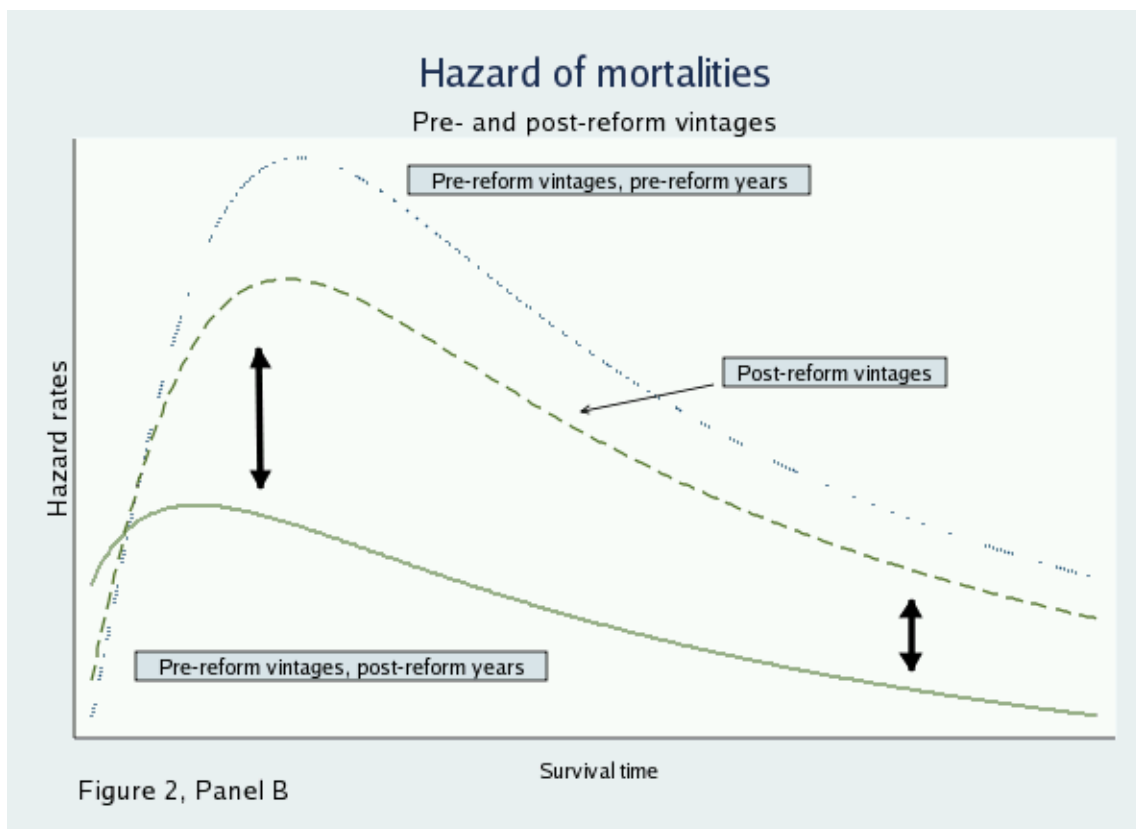 Hazard of mortalities
Pre- and post-reform vintages
Pre-reform vintages, pre-reform years
Post-reform vintages
Hazard rates
Pre-reform vintages, post-reform years
Survival time
Figure 2, Panel B